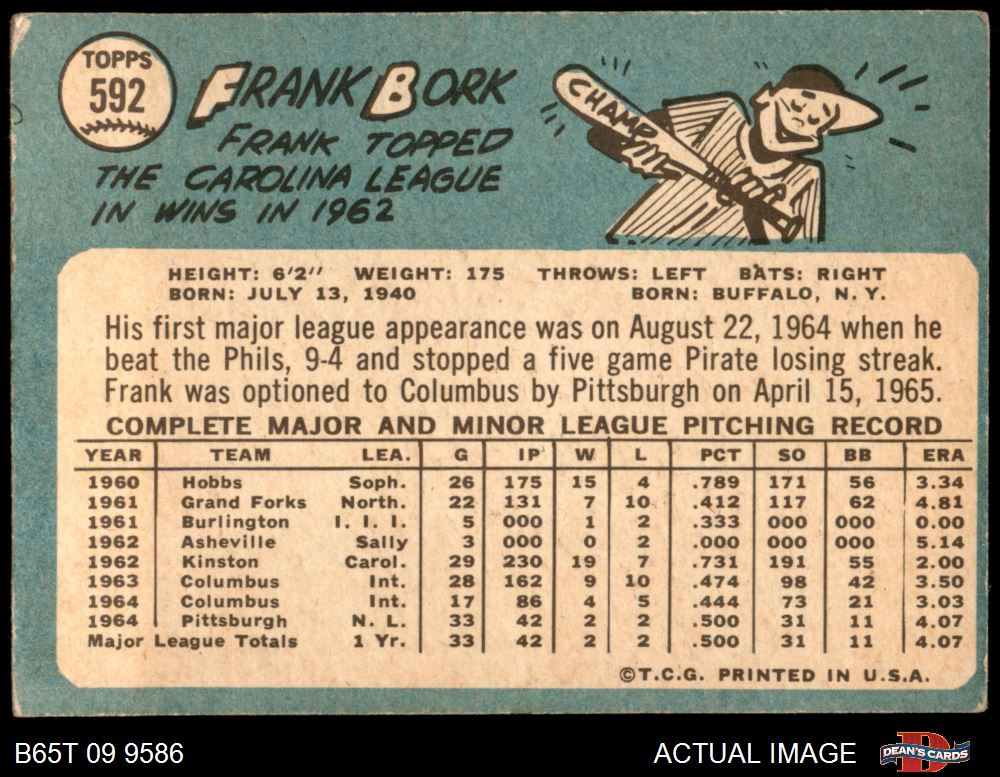 TOPPS
592
FRANK BORK
FRANK TOPPED
THE CAROLINA LEAGUE
IN WINS IN 1962
CHAMP
HEIGHT: 6'2" WEIGHT: 175 THROWS: LEFT BATS: RIGHT
BORN: JULY 13, 1940 BORN: BUFFALO, N. Y.
His first major league appearance was on August 22, 1964 when he
beat the Phils, 9-4 and stopped a five game Pirate losing streak.
Frank was optioned to Columbus by Pittsburgh on April 15, 1965.
COMPLETE MAJOR AND MINOR LEAGUE PITCHING RECORD
YEAR TEAM LEA. G IP W L PCT SO BB ERA
1960 Hobbs Soph. 26 175 15 4 .789 171 56 3.34
1961 Grand Forks North. 22 131 7 10 .412 117 62 4.81
1961 Burlington I. I. I. 5 000 1 2 .333 000 000 0.00
1962 Asheville Sally 3 000 0 2 .000 000 000 5.14
1962 Kinston Carol. 29 230 19 7 .731 191 55 2.00
1963 Columbus Int. 28 162 9 10 .474 98 42 3.50
1964 Columbus Int. 17 86 4 5 .444 73 21 3.03
1964 Pittsburgh N. L. 33 42 2 2 .500 31 11 4.07
Major League Totals 1 Yr. 33 42 2 2 .500 31 11 4.07
©T.C.G. PRINTED IN U.S.A.
B65T 09 9586 ACTUAL IMAGE DEAN'S CARDS